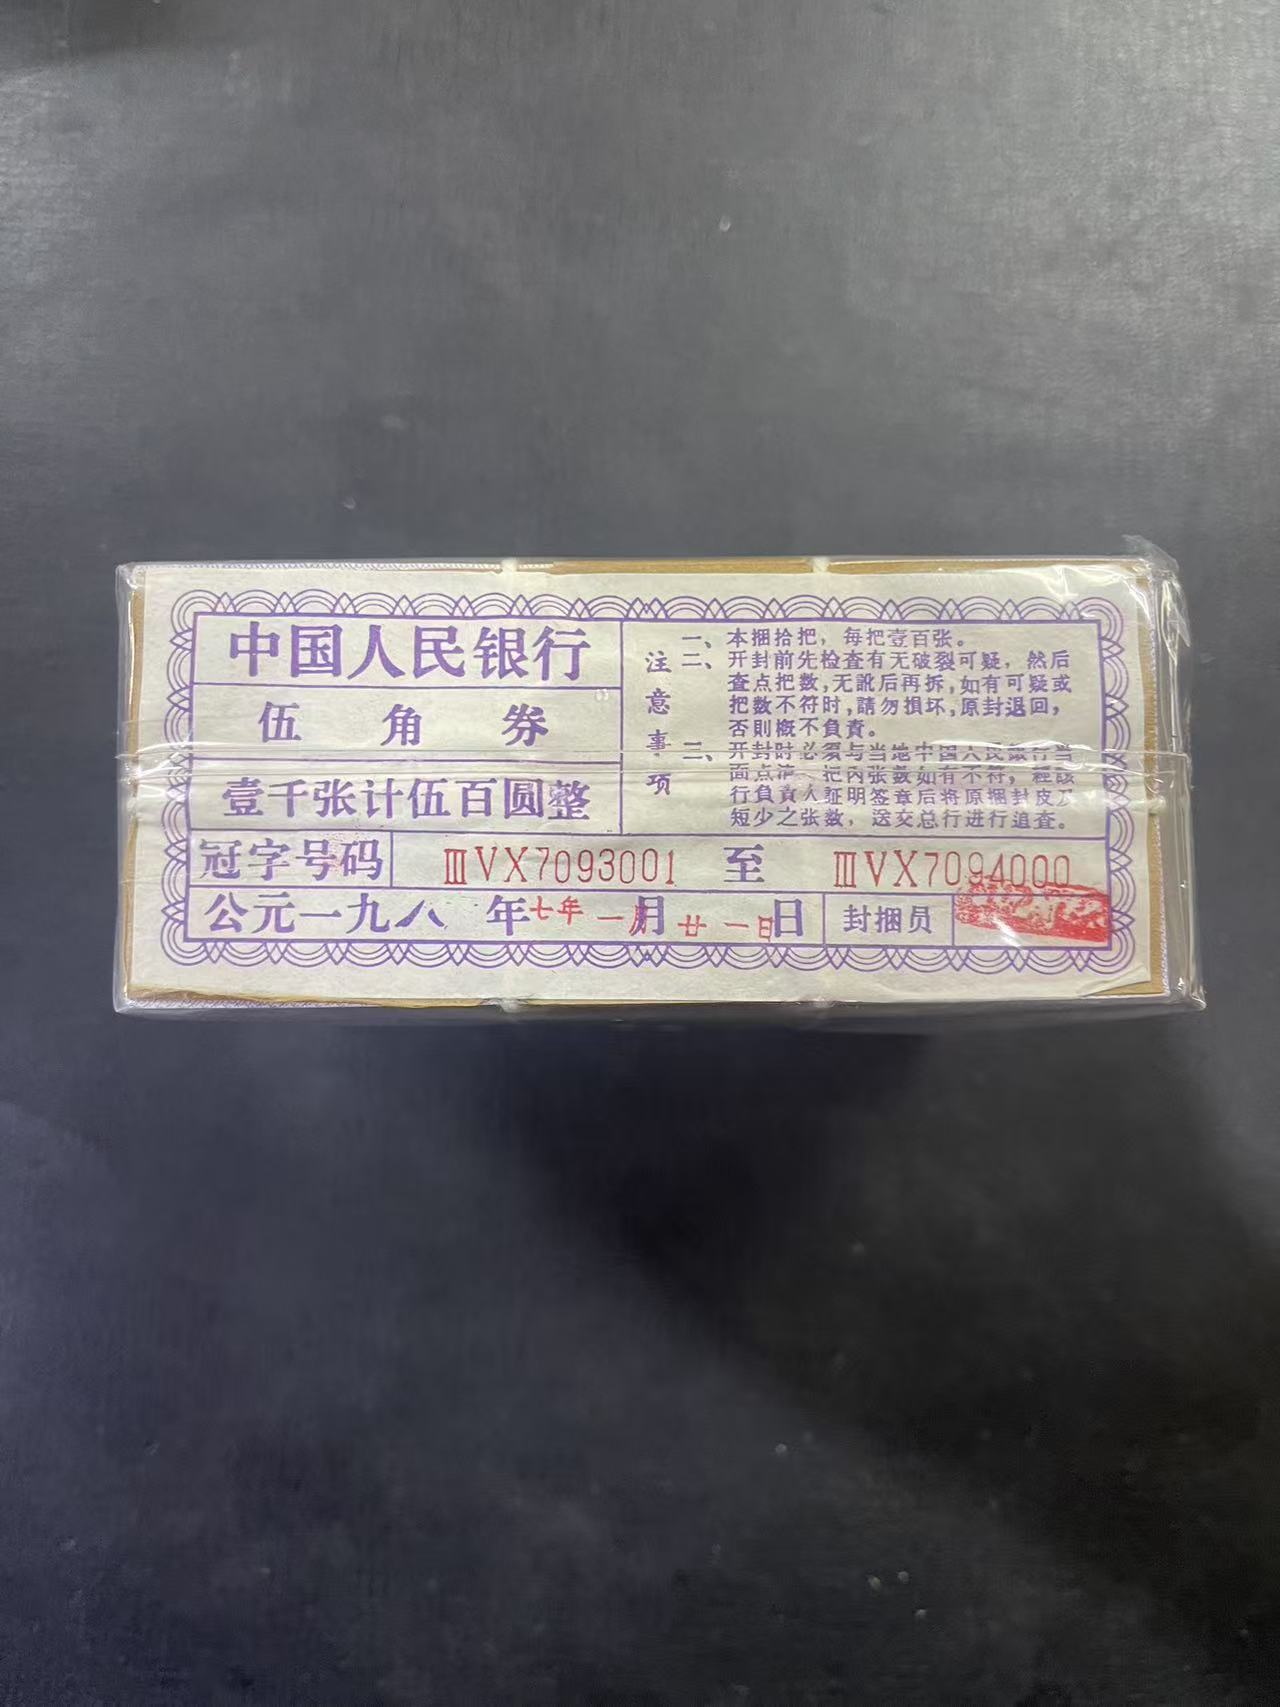 中国人民银行
伍角券
壹千张计伍百圆整
注意事项
一、本捆拾把，每把壹百张。
二、开封前先检查有无破裂可疑，然后
查点把数,无訛后再拆,如有可疑或
把数不符时,請勿損坏,原封退回,
否則概不負責。
三、开封时必须与当地中国人民银行当
面点清、把内张数如有不符，經該
行負責人証明签章后将原捆封皮及
短少之张数，送交总行进行追查。
冠字号码 ⅢVX7093001 至 ⅢVX7094000
公元一九八 年七年 一月 廿一日日 封捆员